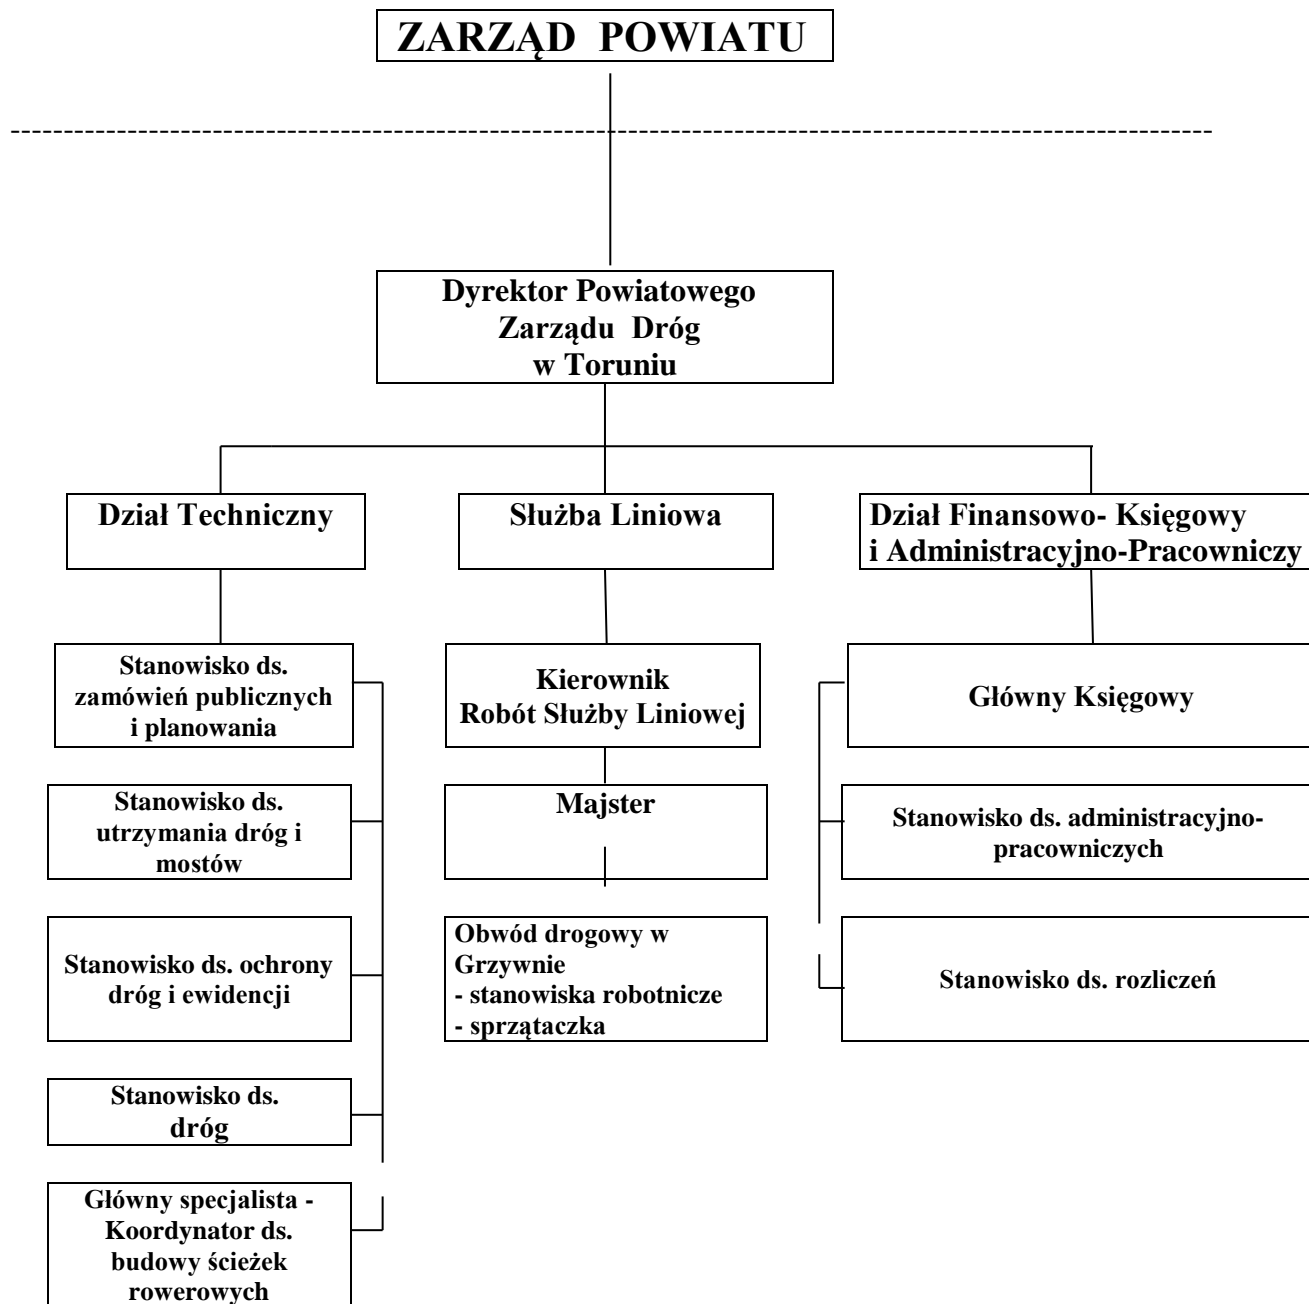 ZARZĄD POWIATU
Dyrektor Powiatowego
Zarządu Dróg
w Toruniu
Dział Techniczny
Służba Liniowa
Dział Finansowo- Księgowy
i Administracyjno-Pracowniczy
Stanowisko ds.
zamówień publicznych
i planowania
Kierownik
Robót Służby Liniowej
Główny Księgowy
Stanowisko ds.
utrzymania dróg i
mostów
Majster
Stanowisko ds. administracyjno-
pracowniczych
Stanowisko ds. ochrony
dróg i ewidencji
Obwód drogowy w
Grzywnie
- stanowiska robotnicze
- sprzątaczka
Stanowisko ds. rozliczeń
Stanowisko ds.
dróg
Główny specjalista -
Koordynator ds.
budowy ścieżek
rowerowych